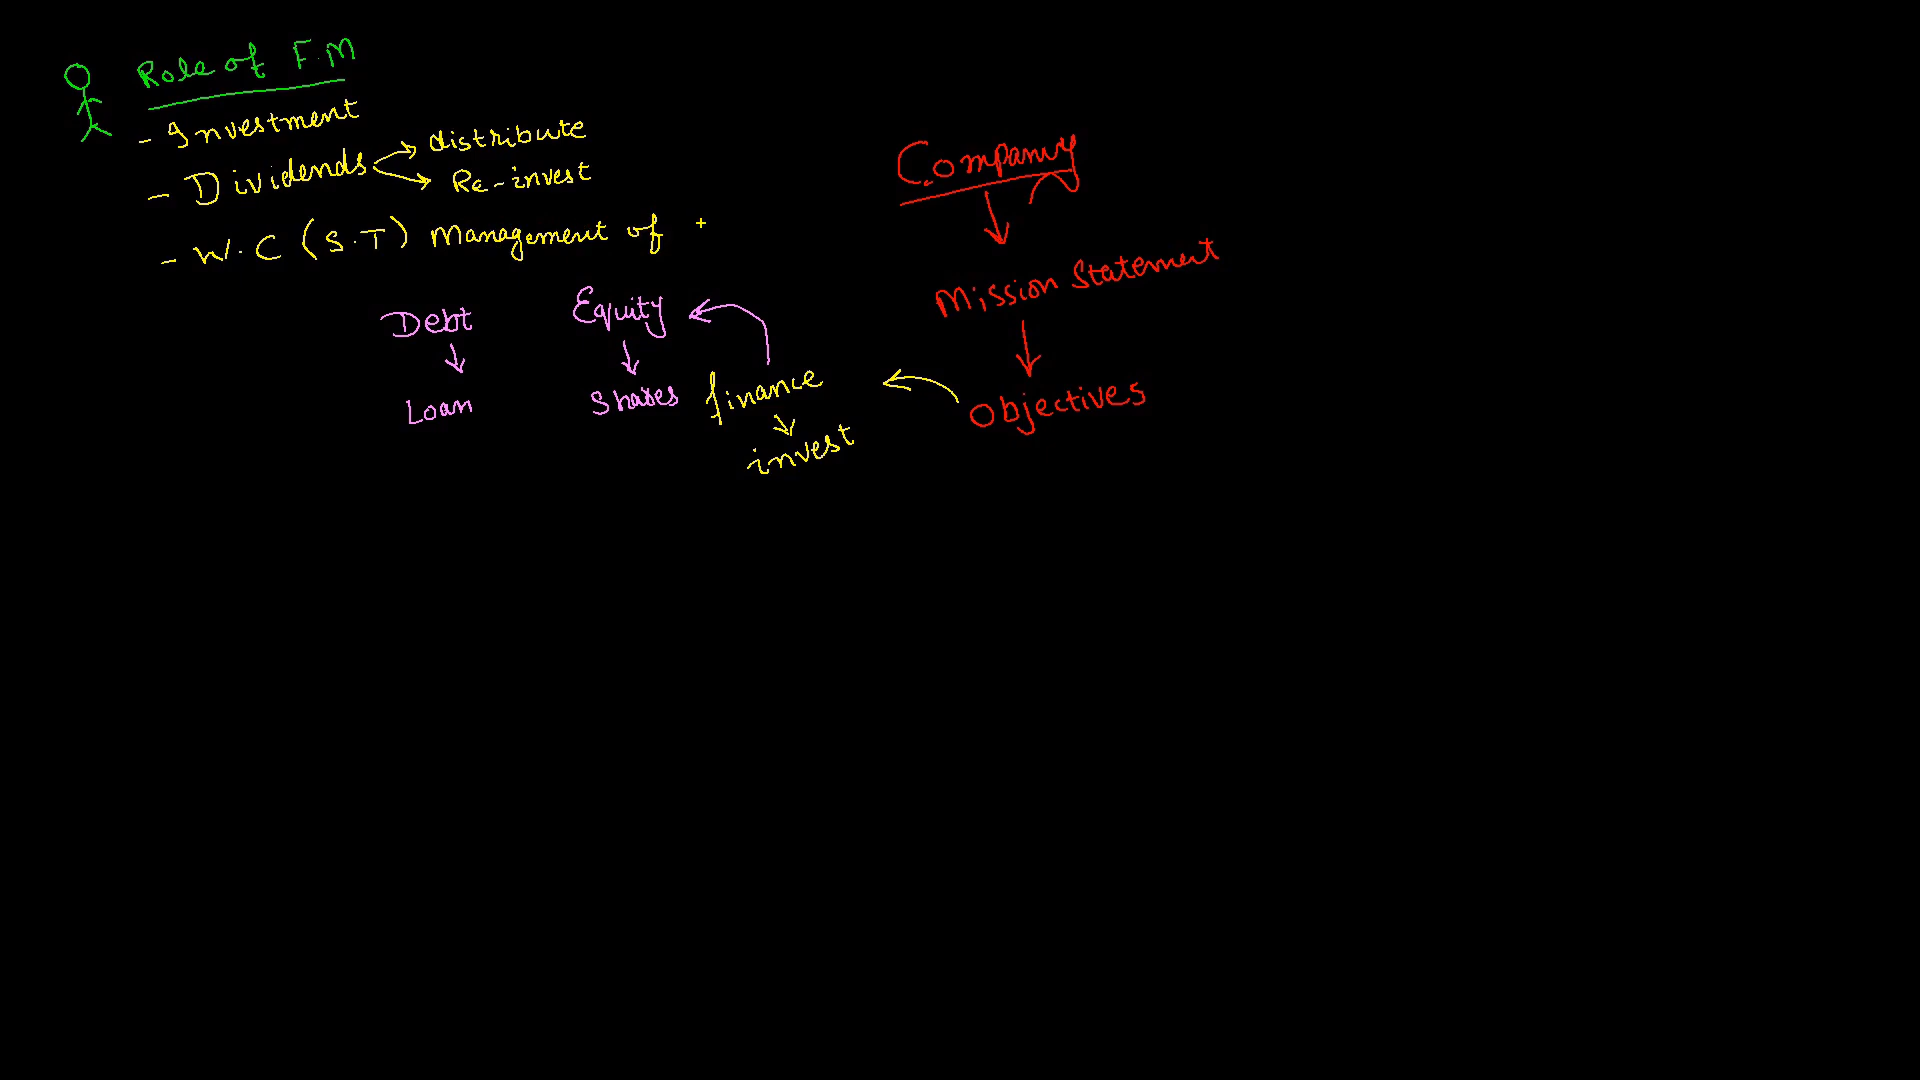 Role of F.M
- Investment
- Dividends
distribute
Re-invest
- W.C (S.T) Management of
Debt
Loan
Equity
Shares
finance
invest
Company
Mission Statement
Objectives